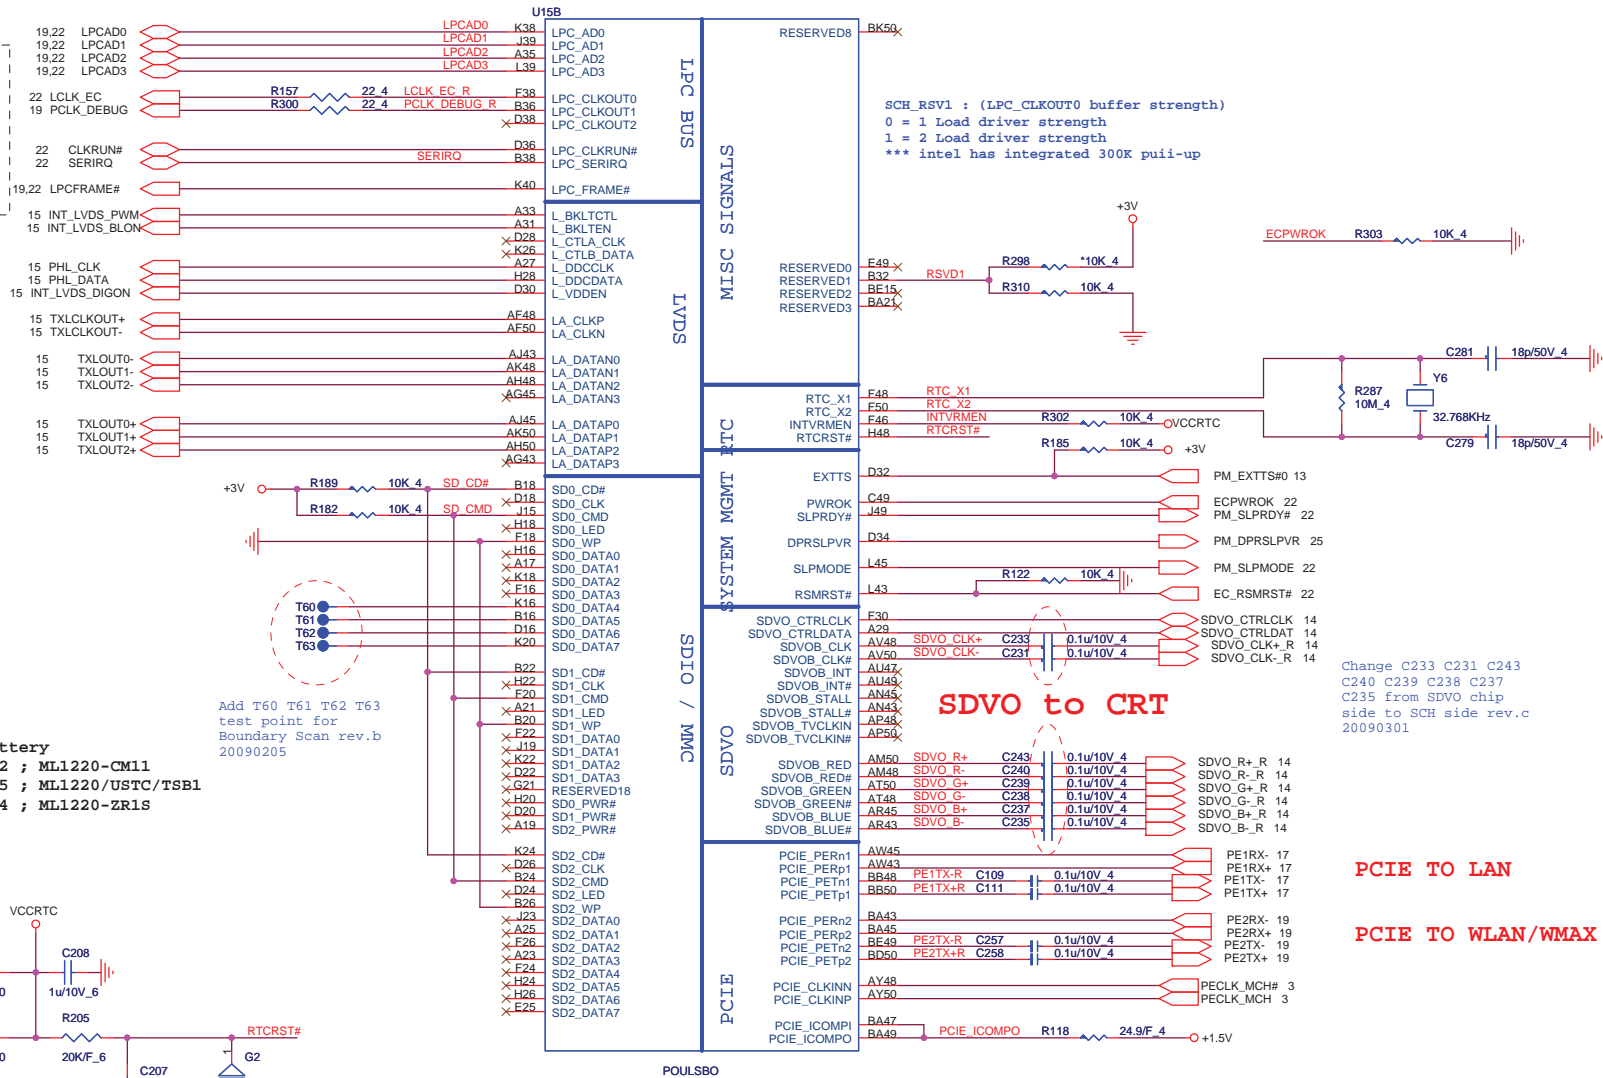 U15B
19,22 LPCAD0 LPCAD0 K38 LPC_AD0
19,22 LPCAD1 LPCAD1 J39 LPC_AD1
19,22 LPCAD2 LPCAD2 A35 LPC_AD2
19,22 LPCAD3 LPCAD3 L39 LPC_AD3
22 LCLK_EC R157 22_4 LCLK_EC_R F38 LPC_CLKOUT0
19 PCLK_DEBUG R300 22_4 PCLK_DEBUG_R B36 LPC_CLKOUT1
D38 LPC_CLKOUT2
22 CLKRUN# D36 LPC_CLKRUN#
22 SERIRQ SERIRQ B38 LPC_SERIRQ
19,22 LPCFRAME# K40 LPC_FRAME#
LPC BUS
15 INT_LVDS_PWM A33 L_BKLTCTL
15 INT_LVDS_BLON A31 L_BKLTEN
D28 L_CTLA_CLK
K26 L_CTLB_DATA
15 PHL_CLK A27 L_DDCCLK
15 PHL_DATA H28 L_DDCDATA
15 INT_LVDS_DIGON D30 L_VDDEN
15 TXLCLKOUT+ AF48 LA_CLKP
15 TXLCLKOUT- AF50 LA_CLKN
15 TXLOUT0- AJ43 LA_DATAN0
15 TXLOUT1- AK48 LA_DATAN1
15 TXLOUT2- AH48 LA_DATAN2
AG45 LA_DATAN3
15 TXLOUT0+ AJ45 LA_DATAP0
15 TXLOUT1+ AK50 LA_DATAP1
15 TXLOUT2+ AH50 LA_DATAP2
AG43 LA_DATAP3
LVDS
+3V R189 10K_4 SD_CD# B18 SD0_CD#
D18 SD0_CLK
R182 10K_4 SD_CMD J15 SD0_CMD
H18 SD0_LED
F18 SD0_WP
H16 SD0_DATA0
A17 SD0_DATA1
K18 SD0_DATA2
F16 SD0_DATA3
T60 K16 SD0_DATA4
T61 B16 SD0_DATA5
T62 D16 SD0_DATA6
T63 K20 SD0_DATA7
B22 SD1_CD#
H22 SD1_CLK
F20 SD1_CMD
A21 SD1_LED
B20 SD1_WP
F22 SD1_DATA0
J19 SD1_DATA1
K22 SD1_DATA2
D22 SD1_DATA3
G21 RESERVED18
H20 SD0_PWR#
D20 SD1_PWR#
A19 SD2_PWR#
K24 SD2_CD#
D26 SD2_CLK
B24 SD2_CMD
D24 SD2_LED
B26 SD2_WP
J23 SD2_DATA0
A25 SD2_DATA1
F26 SD2_DATA2
A23 SD2_DATA3
F24 SD2_DATA4
H24 SD2_DATA5
H26 SD2_DATA6
E25 SD2_DATA7
SDIO / MMC
Add T60 T61 T62 T63
test point for
Boundary Scan rev.b
20090205
ttery
2 ; ML1220-CM11
5 ; ML1220/USTC/TSB1
4 ; ML1220-ZR1S
VCCRTC
C208
1u/10V_6
0
R205
20K/F_6
RTCRST#
0
C207
1
G2
POULSBO
MISC SIGNALS
RESERVED8 BK50
SCH_RSV1 : (LPC_CLKOUT0 buffer strength)
0 = 1 Load driver strength
1 = 2 Load driver strength
*** intel has integrated 300K puii-up
+3V
ECPWROK R303 10K_4
RESERVED0 E49 R298 *10K_4
RESERVED1 B32 RSVD1
RESERVED2 BE15 R310 10K_4
RESERVED3 BA21
RTC
RTC_X1 F48 RTC_X1
RTC_X2 F50 RTC_X2
INTVRMEN F46 INTVRMEN R302 10K_4 VCCRTC
RTCRST# H48 RTCRST#
C281 18p/50V_4
R287
10M_4
Y6
32.768KHz
C279 18p/50V_4
R185 10K_4 +3V
SYSTEM MGMT
EXTTS D32 PM_EXTTS#0 13
PWROK C49 ECPWROK 22
SLPRDY# J49 PM_SLPRDY# 22
DPRSLPVR D34 PM_DPRSLPVR 25
SLPMODE L45 PM_SLPMODE 22
R122 10K_4
RSMRST# L43 EC_RSMRST# 22
SDVO
SDVO_CTRLCLK F30 SDVO_CTRLCLK 14
SDVO_CTRLDATA A29 SDVO_CTRLDAT 14
SDVOB_CLK AV48 SDVO_CLK+ C233 0.1u/10V_4 SDVO_CLK+_R 14
SDVOB_CLK# AV50 SDVO_CLK- C231 0.1u/10V_4 SDVO_CLK-_R 14
SDVOB_INT AU47
SDVOB_INT# AU49
SDVOB_STALL AN45
SDVOB_STALL# AN43
SDVOB_TVCLKIN AP48
SDVOB_TVCLKIN# AP50
SDVO to CRT
Change C233 C231 C243
C240 C239 C238 C237
C235 from SDVO chip
side to SCH side rev.c
20090301
SDVOB_RED AM50 SDVO_R+ C243 0.1u/10V_4 SDVO_R+_R 14
SDVOB_RED# AM48 SDVO_R- C240 0.1u/10V_4 SDVO_R-_R 14
SDVOB_GREEN AT50 SDVO_G+ C239 0.1u/10V_4 SDVO_G+_R 14
SDVOB_GREEN# AT48 SDVO_G- C238 0.1u/10V_4 SDVO_G-_R 14
SDVOB_BLUE AR45 SDVO_B+ C237 0.1u/10V_4 SDVO_B+_R 14
SDVOB_BLUE# AR43 SDVO_B- C235 0.1u/10V_4 SDVO_B-_R 14
PCIE
PCIE_PERn1 AW45 PE1RX- 17
PCIE_PERp1 AW43 PE1RX+ 17
PCIE_PETn1 BB48 PE1TX-R C109 0.1u/10V_4 PE1TX- 17
PCIE_PETp1 BB50 PE1TX+R C111 0.1u/10V_4 PE1TX+ 17
PCIE TO LAN
PCIE_PERn2 BA43 PE2RX- 19
PCIE_PERp2 BA45 PE2RX+ 19
PCIE_PETn2 BE49 PE2TX-R C257 0.1u/10V_4 PE2TX- 19
PCIE_PETp2 BD50 PE2TX+R C258 0.1u/10V_4 PE2TX+ 19
PCIE TO WLAN/WMAX
PCIE_CLKINN AY48 PECLK_MCH# 3
PCIE_CLKINP AY50 PECLK_MCH 3
PCIE_ICOMPI BA47
PCIE_ICOMPO BA49 PCIE_ICOMPO R118 24.9/F_4 +1.5V